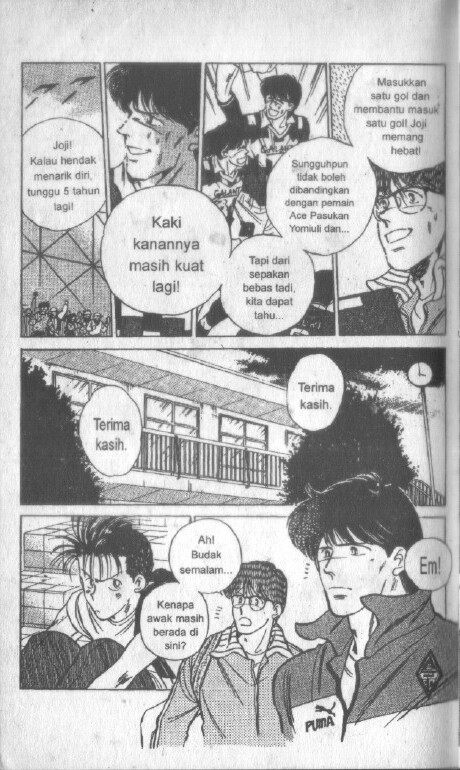 Masukkan
satu gol dan
membantu masuk
satu gol! Joji
memang
hebat!
Sungguhpun
tidak boleh
dibandingkan
dengan pemain
Ace Pasukan
Yomiuli dan...
Tapi dari
sepakan
bebas tadi,
kita dapat
tahu...
Kaki
kanannya
masih kuat
lagi!
Joji!
Kalau hendak
menarik diri,
tunggu 5 tahun
lagi!
Terima
kasih.
Terima
kasih.
Em!
Ah!
Budak
semalam...
Kenapa
awak masih
berada di
sini?
PUMA